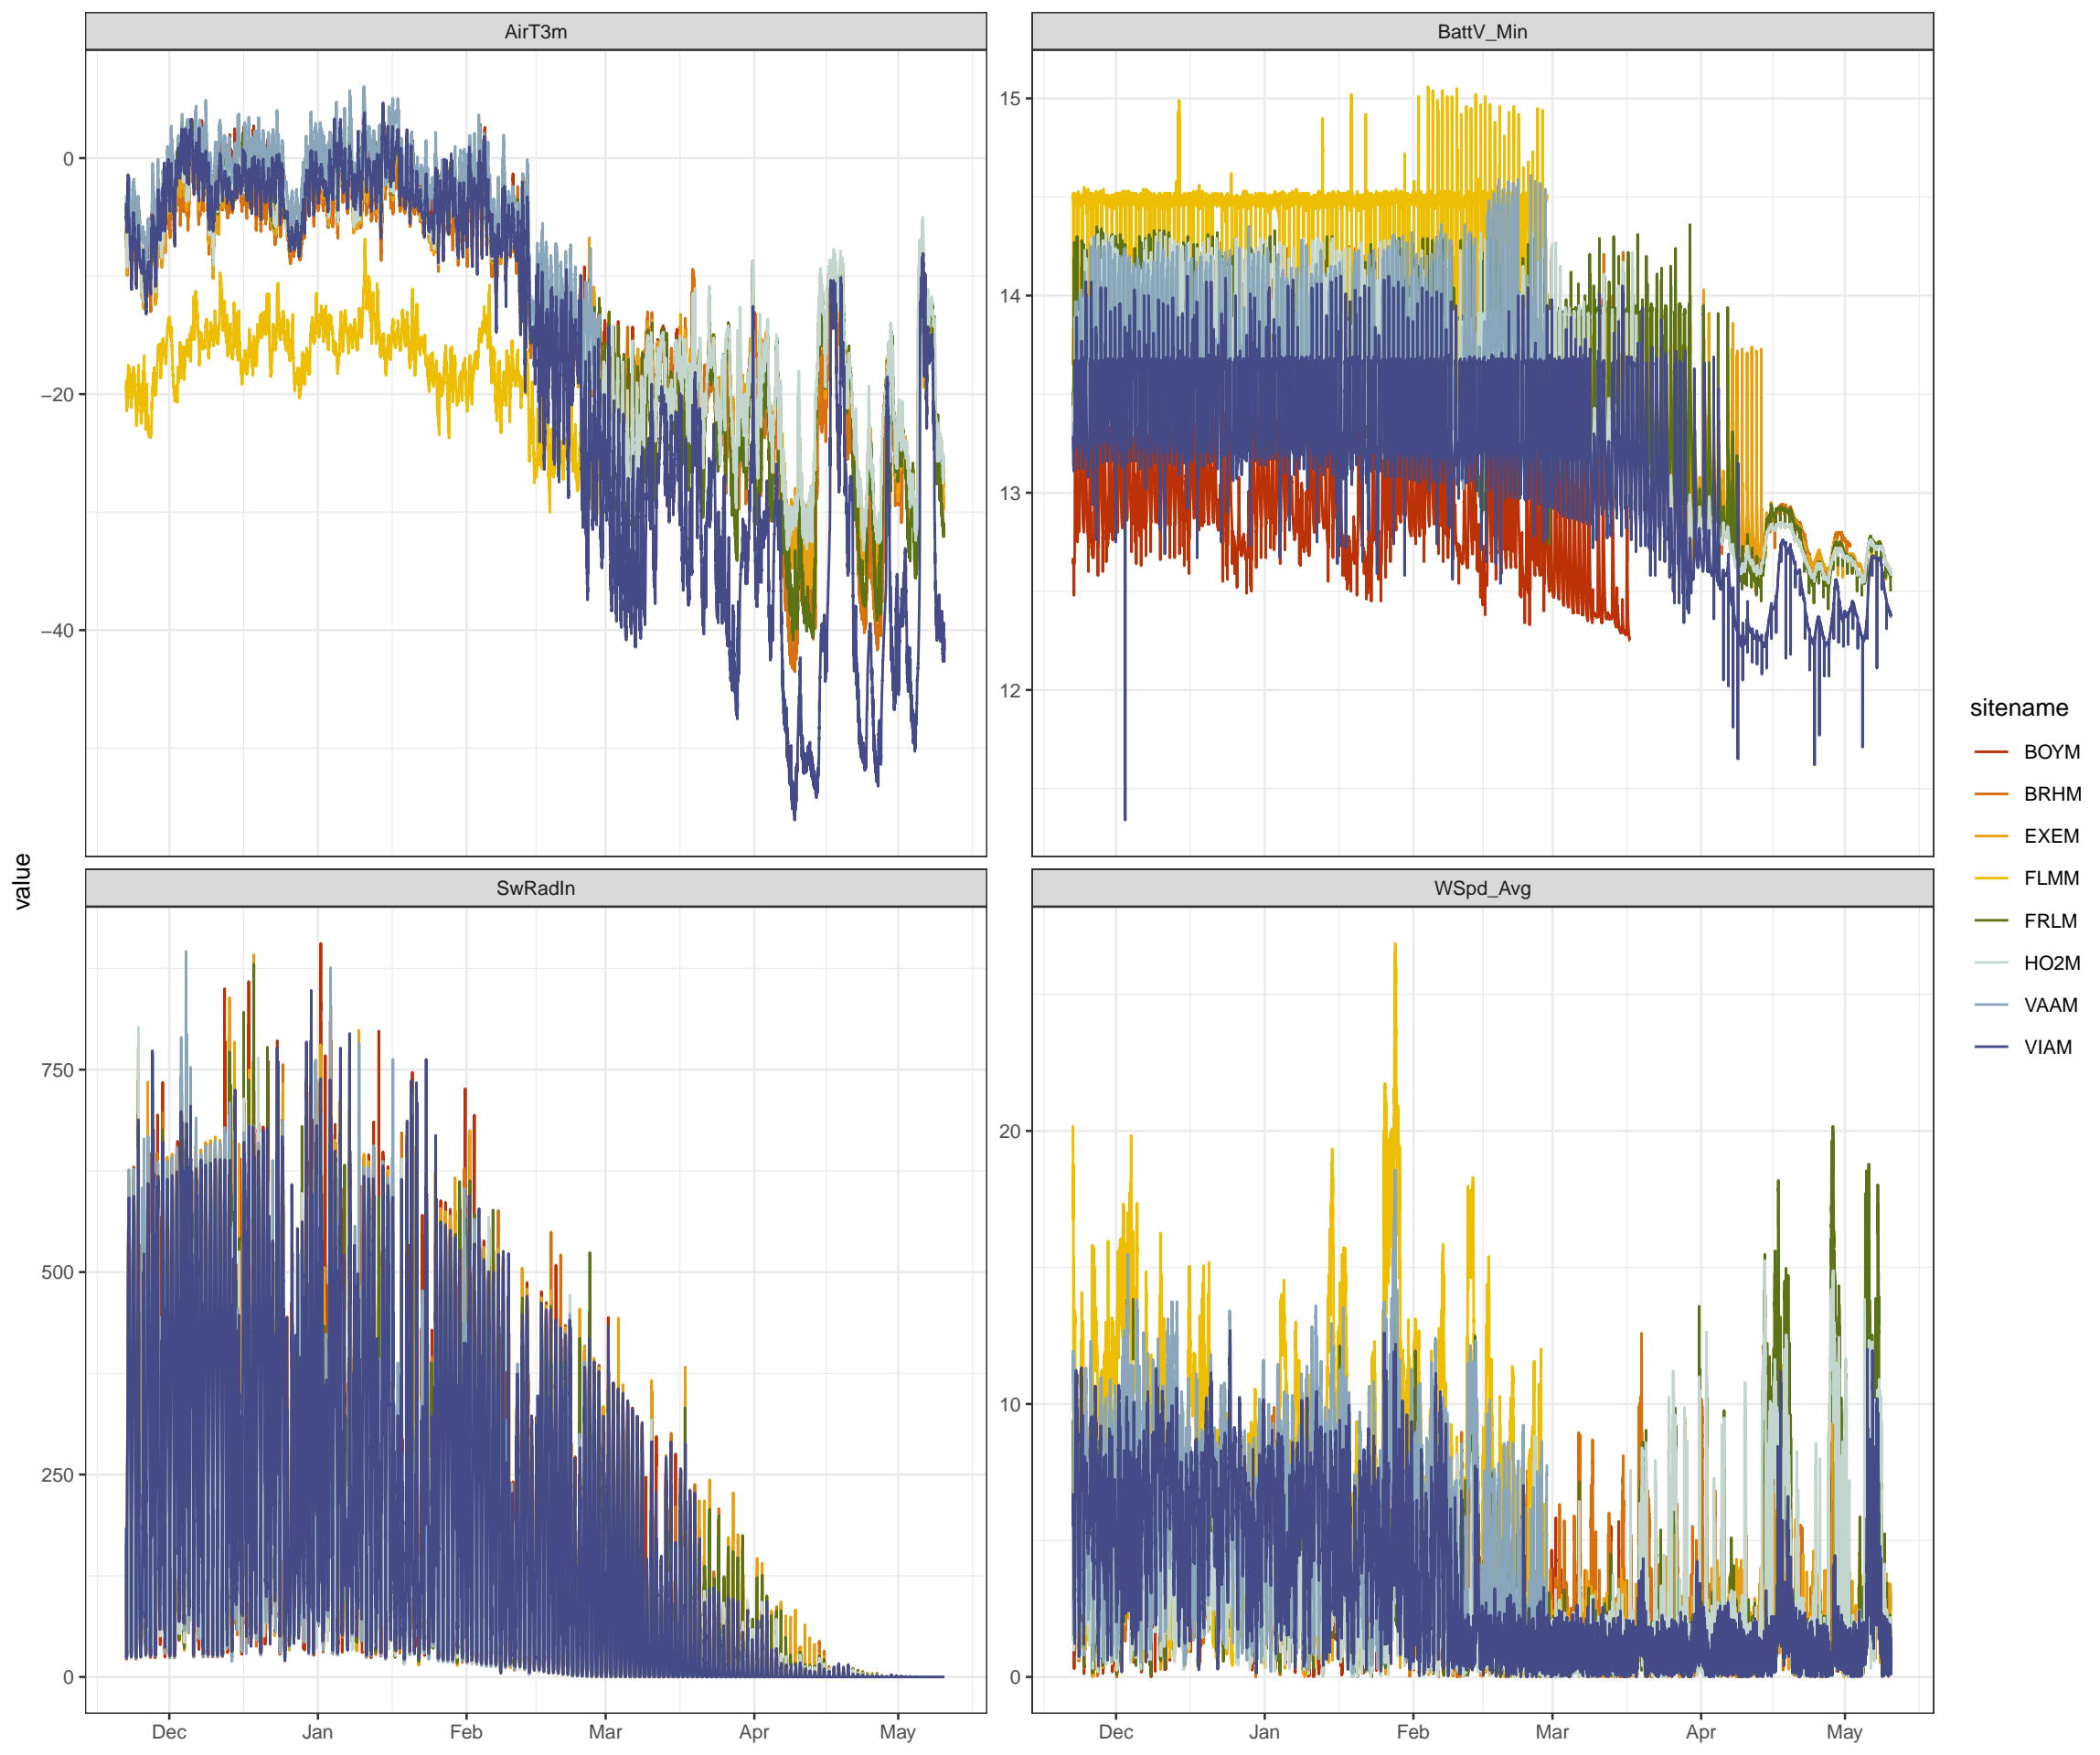 AirT3m
BattV_Min
0
−20
−40
15
14
13
12
value
SwRadIn
WSpd_Avg
750
500
250
0
20
10
0
Dec Jan Feb Mar Apr May
Dec Jan Feb Mar Apr May
sitename
BOYM
BRHM
EXEM
FLMM
FRLM
HO2M
VAAM
VIAM